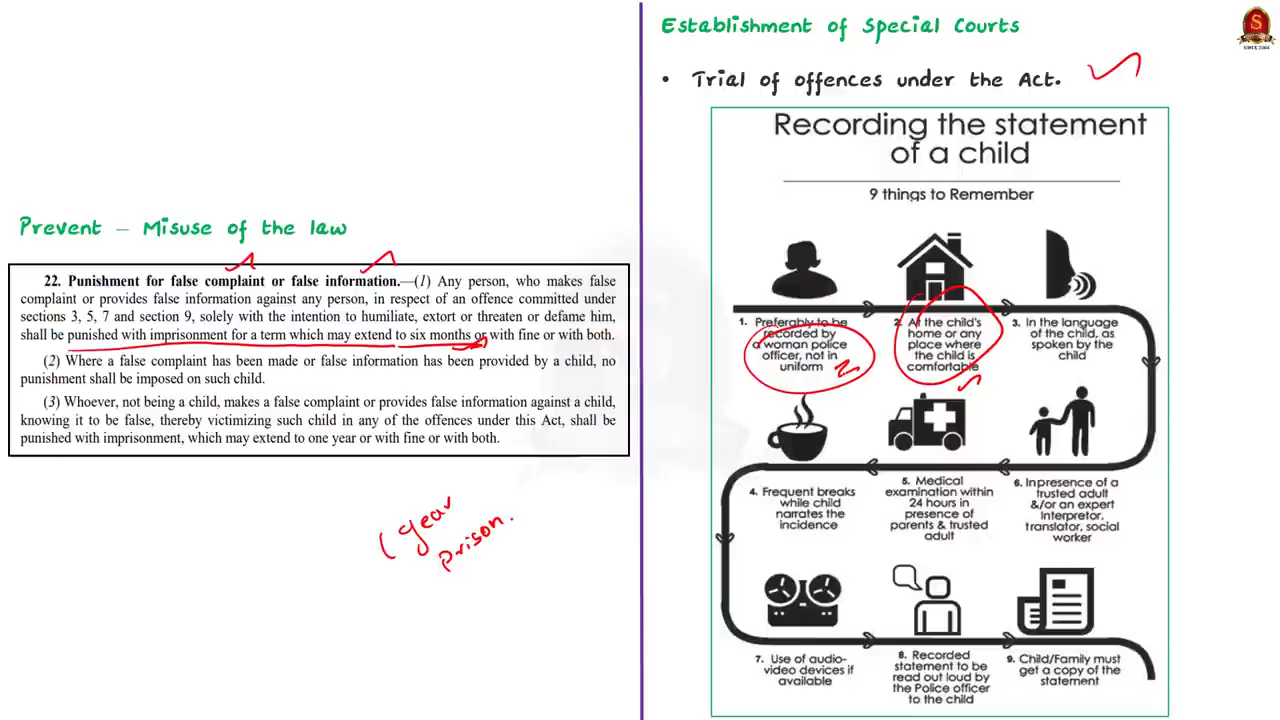 Prevent – Misuse of the law
22. Punishment for false complaint or false information.—(1) Any person, who makes false
complaint or provides false information against any person, in respect of an offence committed under
sections 3, 5, 7 and section 9, solely with the intention to humiliate, extort or threaten or defame him,
shall be punished with imprisonment for a term which may extend to six months or with fine or with both.
(2) Where a false complaint has been made or false information has been provided by a child, no
punishment shall be imposed on such child.
(3) Whoever, not being a child, makes a false complaint or provides false information against a child,
knowing it to be false, thereby victimizing such child in any of the offences under this Act, shall be
punished with imprisonment, which may extend to one year or with fine or with both.
1 year
prison.
Establishment of Special Courts
• Trial of offences under the Act.
Recording the statement
of a child
9 things to Remember
1. Preferably to be
recorded by
a woman police
officer, not in
uniform
2. At the child's
home or any
place where
the child is
comfortable
3. In the language
of the child, as
spoken by the
child
4. Frequent breaks
while child
narrates the
incidence
5. Medical
examination within
24 hours in
presence of
parents & trusted
adult
6. In presence of a
trusted adult
&/or an expert
Interpretor,
translator, social
worker
7. Use of audio-
video devices if
available
8. Recorded
statement to be
read out loud by
the Police officer
to the child
9. Child/Family must
get a copy of the
statement
S
SINCE 2004